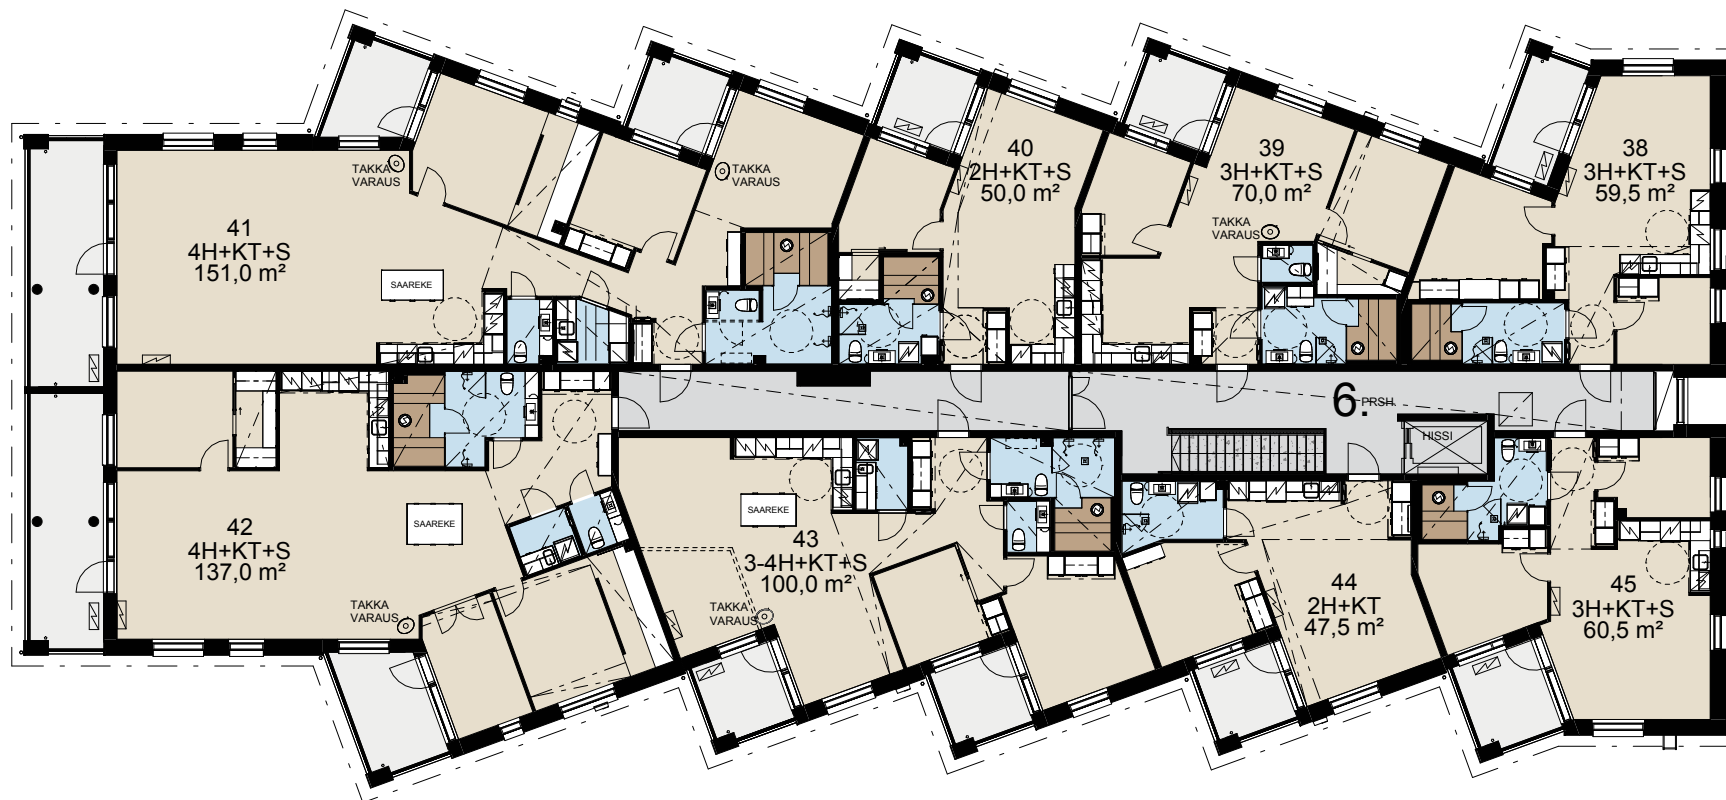 41
4H+KT+S
151,0 m²
SAAREKE
TAKKA
VARAUS
TAKKA
VARAUS
40
2H+KT+S
50,0 m²
39
3H+KT+S
70,0 m²
TAKKA
VARAUS
38
3H+KT+S
59,5 m²
6. PRSH
HISSI
42
4H+KT+S
137,0 m²
SAAREKE
TAKKA
VARAUS
SAAREKE
43
3-4H+KT+S
100,0 m²
TAKKA
VARAUS
44
2H+KT
47,5 m²
45
3H+KT+S
60,5 m²